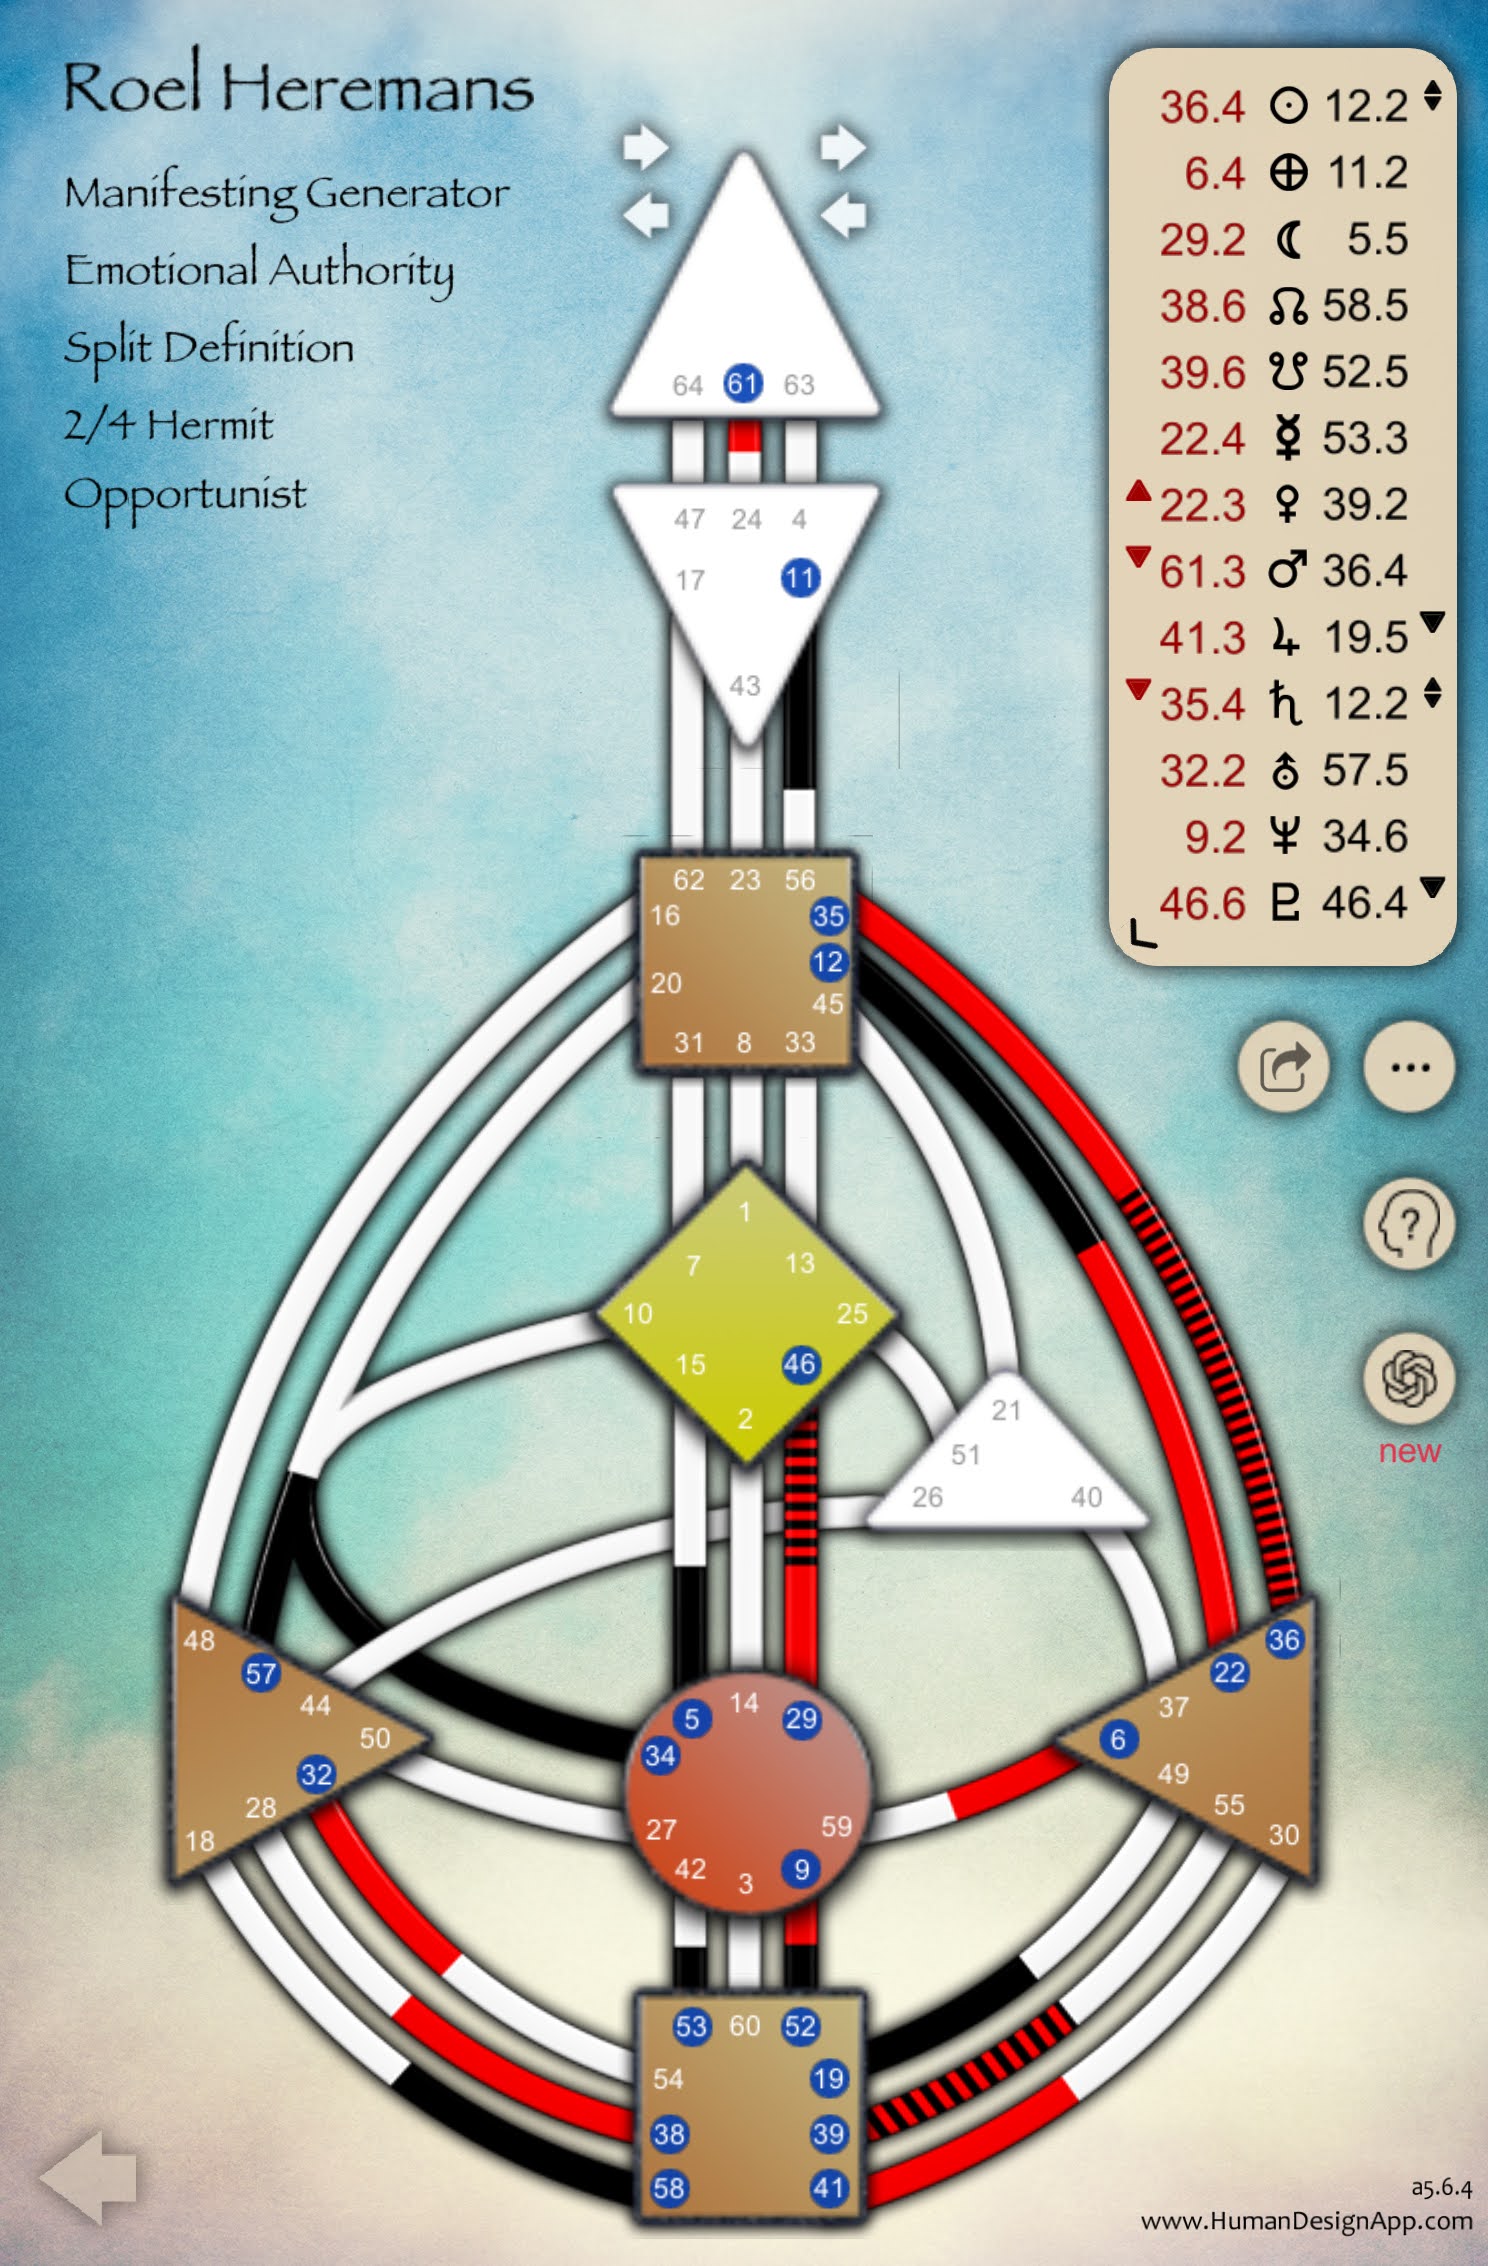 Roel Heremans
Manifesting Generator
Emotional Authority
Split Definition
2/4 Hermit
Opportunist
36.4 ☉ 12.2
6.4 ⊕ 11.2
29.2 ☾ 5.5
38.6 ☊ 58.5
39.6 ☋ 52.5
22.4 ☿ 53.3
22.3 ♀ 39.2
61.3 ♂ 36.4
41.3 ♃ 19.5
35.4 ♄ 12.2
32.2 ⛢ 57.5
9.2 ♆ 34.6
46.6 ♇ 46.4
64 61 63
47 24 4
17 11
43
62 23 56
16 35
12
20 45
31 8 33
1
7 13
10 25
15 46
2
21
51
26 40
48
57
44
50
32
28
18
5 14 29
34
27 59
42 3 9
36
22
37
6
49
55
30
53 60 52
54 19
38 39
58 41
?
new
a5.6.4
www.HumanDesignApp.com